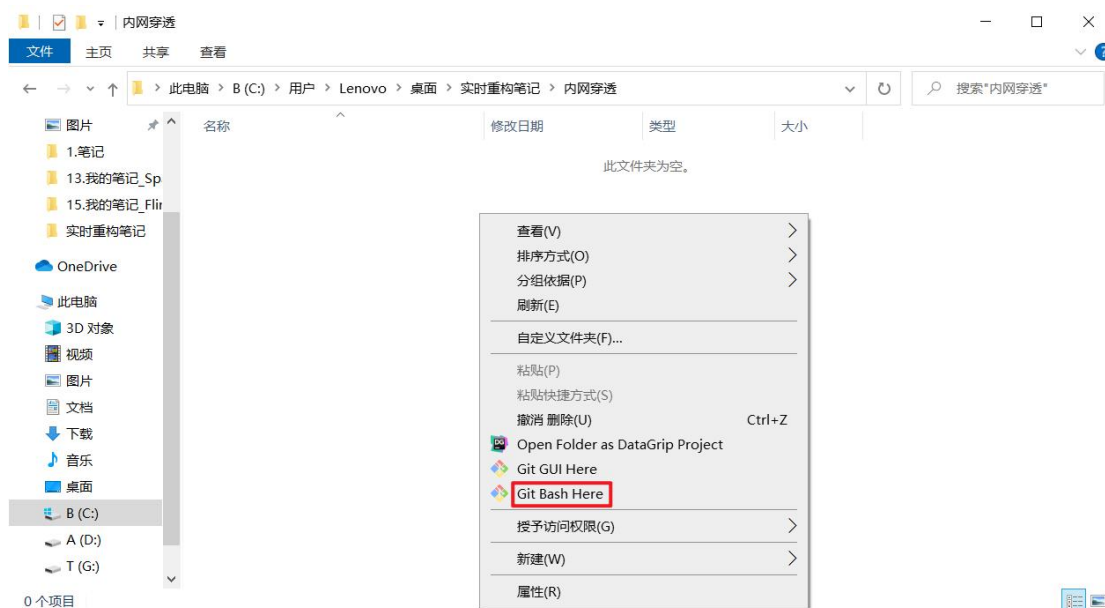 内网穿透
文件 主页 共享 查看
此电脑 > B (C:) > 用户 > Lenovo > 桌面 > 实时重构笔记 > 内网穿透
搜索"内网穿透"
名称 修改日期 类型 大小
此文件夹为空。
图片
1.笔记
13.我的笔记_Sp
15.我的笔记_Flir
实时重构笔记
OneDrive
此电脑
3D 对象
视频
图片
文档
下载
音乐
桌面
B (C:)
A (D:)
T (G:)
查看(V)
排序方式(O)
分组依据(P)
刷新(E)
自定义文件夹(F)...
粘贴(P)
粘贴快捷方式(S)
撤消 删除(U) Ctrl+Z
Open Folder as DataGrip Project
Git GUI Here
Git Bash Here
授予访问权限(G)
新建(W)
属性(R)
0 个项目